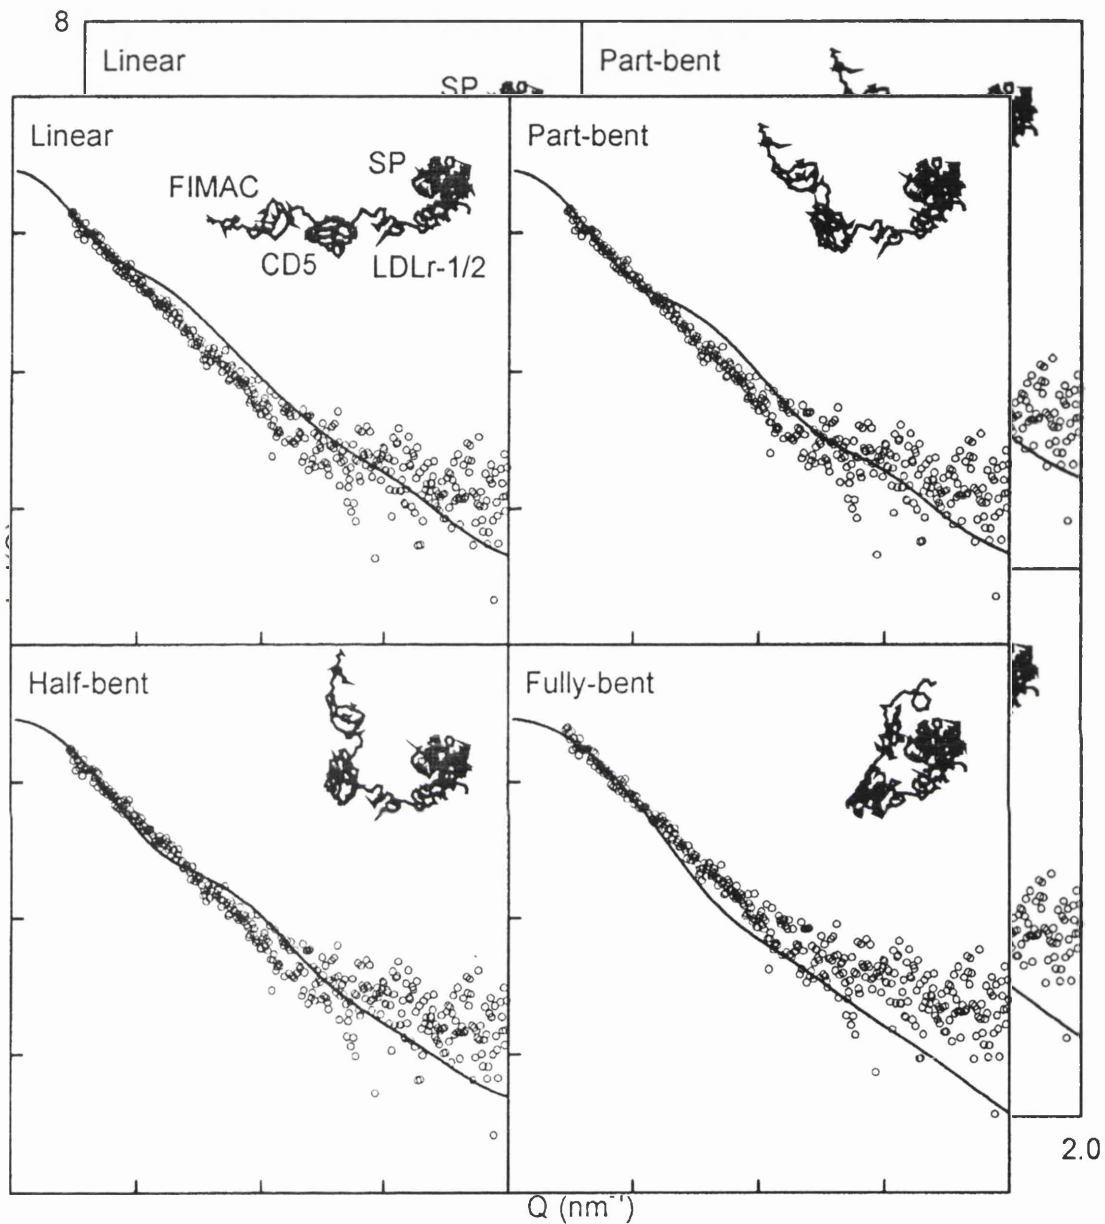 8
Linear
Part-bent
SP
Linear
Part-bent
SP
FIMAC
CD5
LDLr-1/2
Half-bent
Fully-bent
2.0
Q (nm⁻¹)